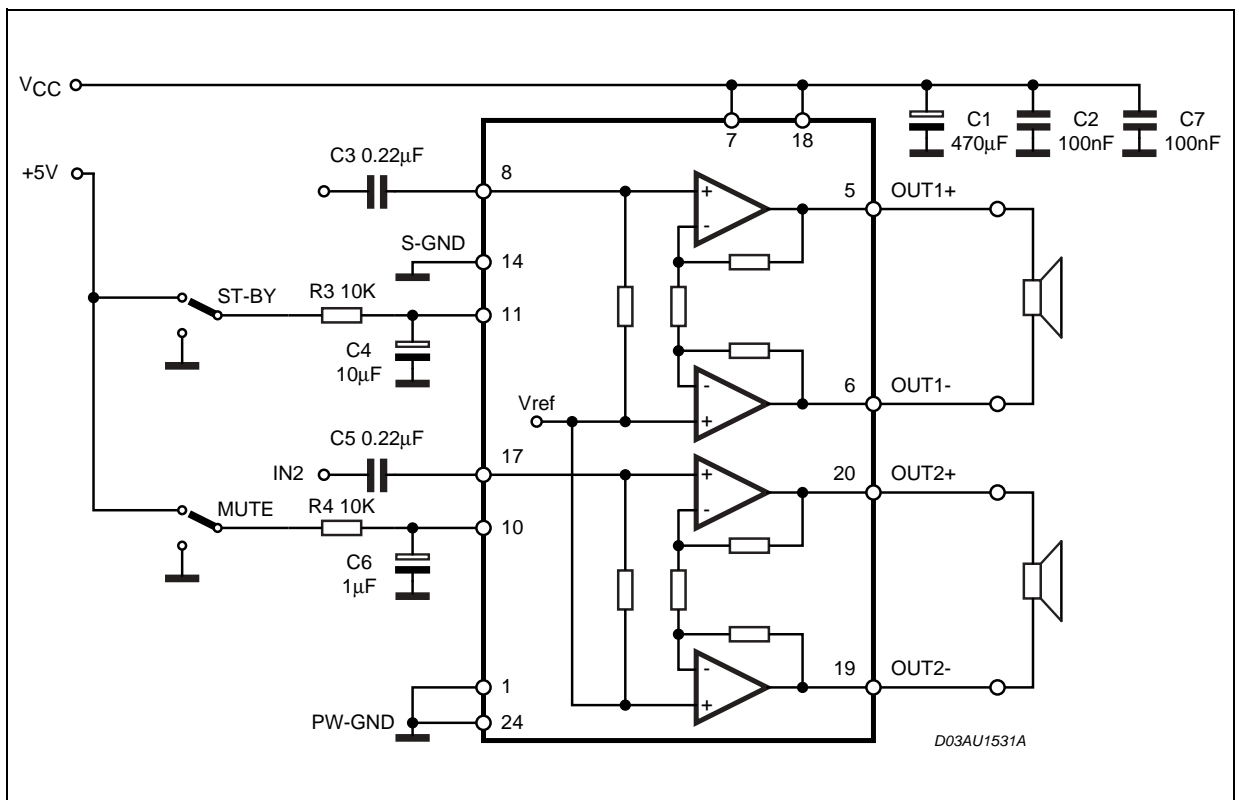 VCC
7
18
C1
470μF
C2
100nF
C7
100nF
C3 0.22μF
+5V
8
5
OUT1+
S-GND
14
ST-BY
R3 10K
11
C4
10μF
6
OUT1-
Vref
C5 0.22μF
IN2
17
20
OUT2+
MUTE
R4 10K
10
C6
1μF
19
OUT2-
1
PW-GND
24
+
-
-
+
+
-
-
+
D03AU1531A